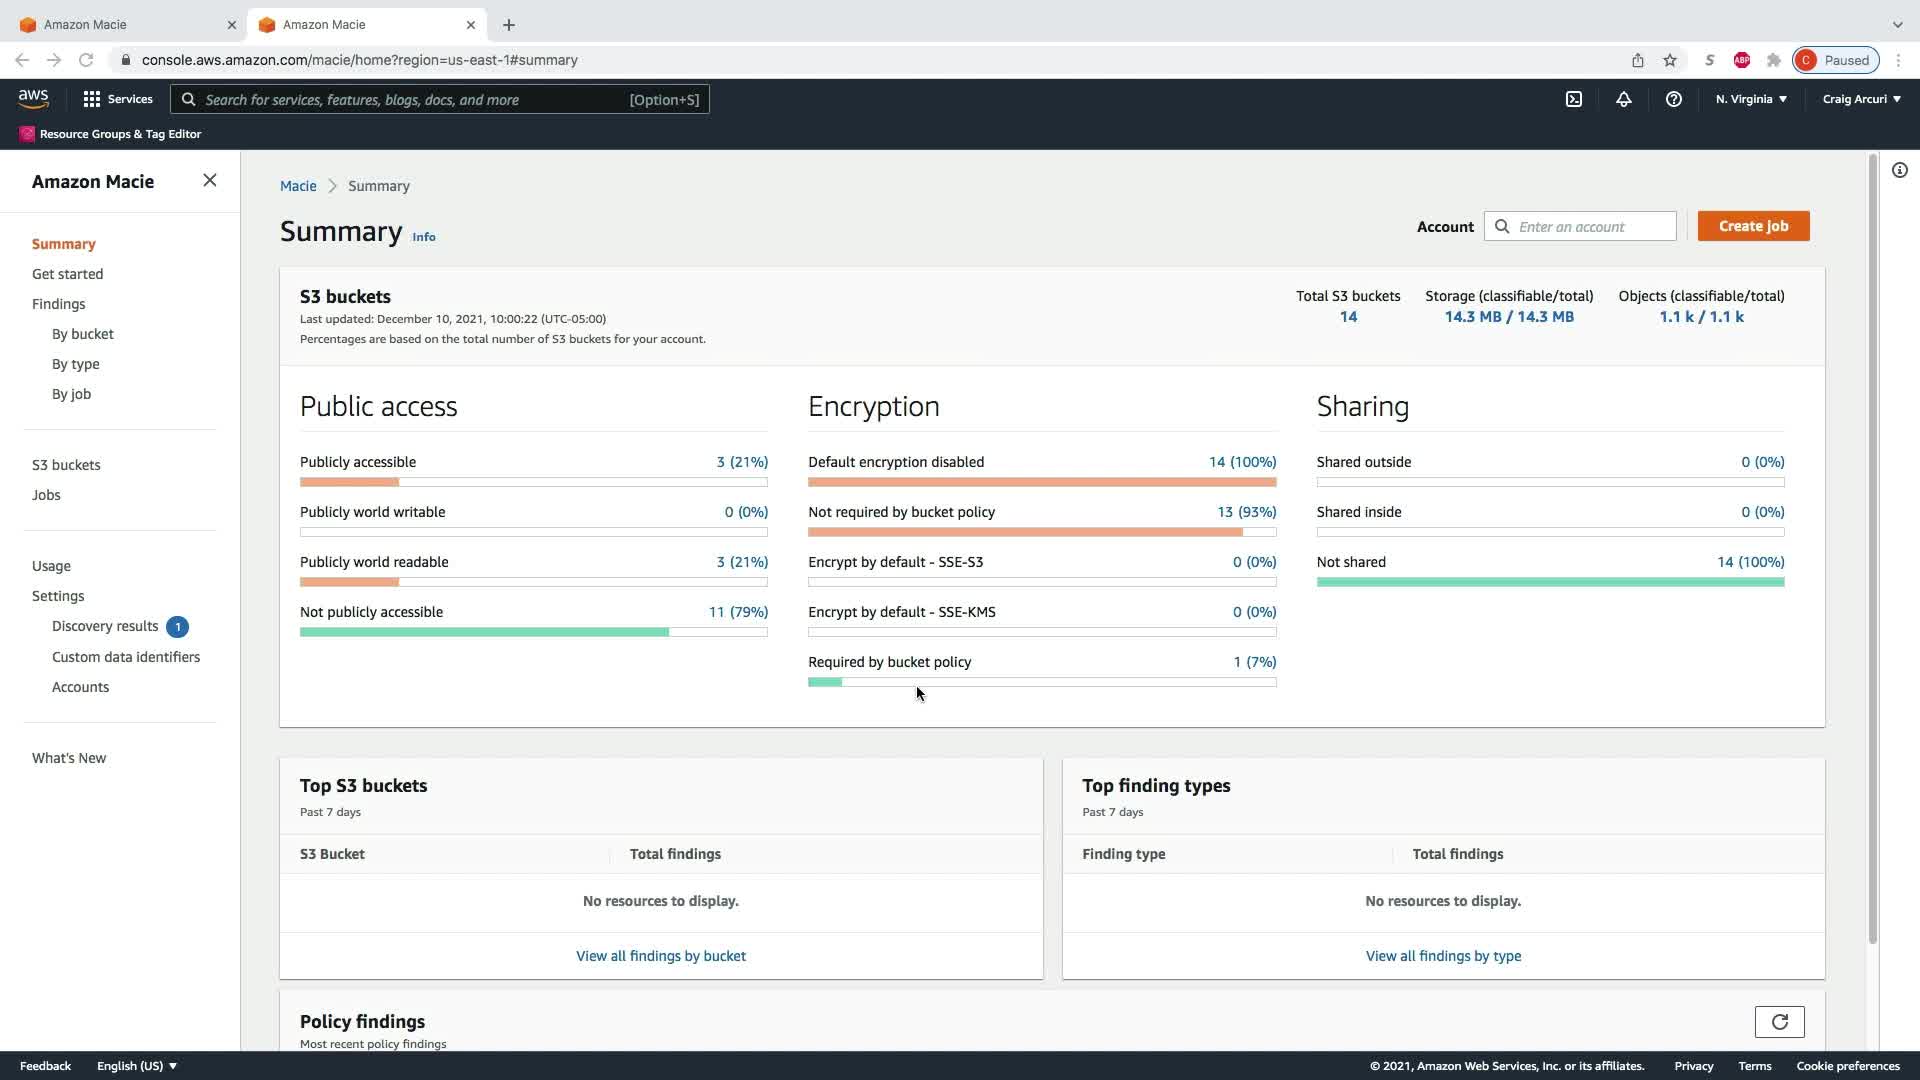 Amazon Macie
Amazon Macie
console.aws.amazon.com/macie/home?region=us-east-1#summary
S
ABP
C
Paused
aws
Services
Search for services, features, blogs, docs, and more
[Option+S]
N. Virginia
Craig Arcuri
Resource Groups & Tag Editor
Amazon Macie
Summary
Get started
Findings
By bucket
By type
By job
S3 buckets
Jobs
Usage
Settings
Discovery results 1
Custom data identifiers
Accounts
What's New
Macie > Summary
Summary Info
Account
Enter an account
Create job
S3 buckets
Last updated: December 10, 2021, 10:00:22 (UTC-05:00)
Percentages are based on the total number of S3 buckets for your account.
Total S3 buckets
14
Storage (classifiable/total)
14.3 MB / 14.3 MB
Objects (classifiable/total)
1.1 k / 1.1 k
Public access
Publicly accessible 3 (21%)
Publicly world writable 0 (0%)
Publicly world readable 3 (21%)
Not publicly accessible 11 (79%)
Encryption
Default encryption disabled 14 (100%)
Not required by bucket policy 13 (93%)
Encrypt by default - SSE-S3 0 (0%)
Encrypt by default - SSE-KMS 0 (0%)
Required by bucket policy 1 (7%)
Sharing
Shared outside 0 (0%)
Shared inside 0 (0%)
Not shared 14 (100%)
Top S3 buckets
Past 7 days
S3 Bucket Total findings
No resources to display.
View all findings by bucket
Top finding types
Past 7 days
Finding type Total findings
No resources to display.
View all findings by type
Policy findings
Most recent policy findings
Feedback
English (US)
© 2021, Amazon Web Services, Inc. or its affiliates.
Privacy
Terms
Cookie preferences